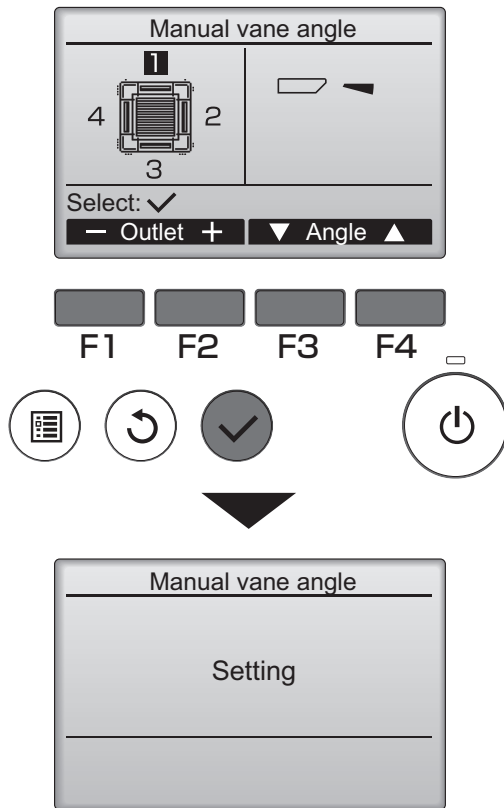 Manual vane angle
1
4 2
3
Select:
− Outlet + ▼ Angle ▲
F1 F2 F3 F4
Manual vane angle
Setting